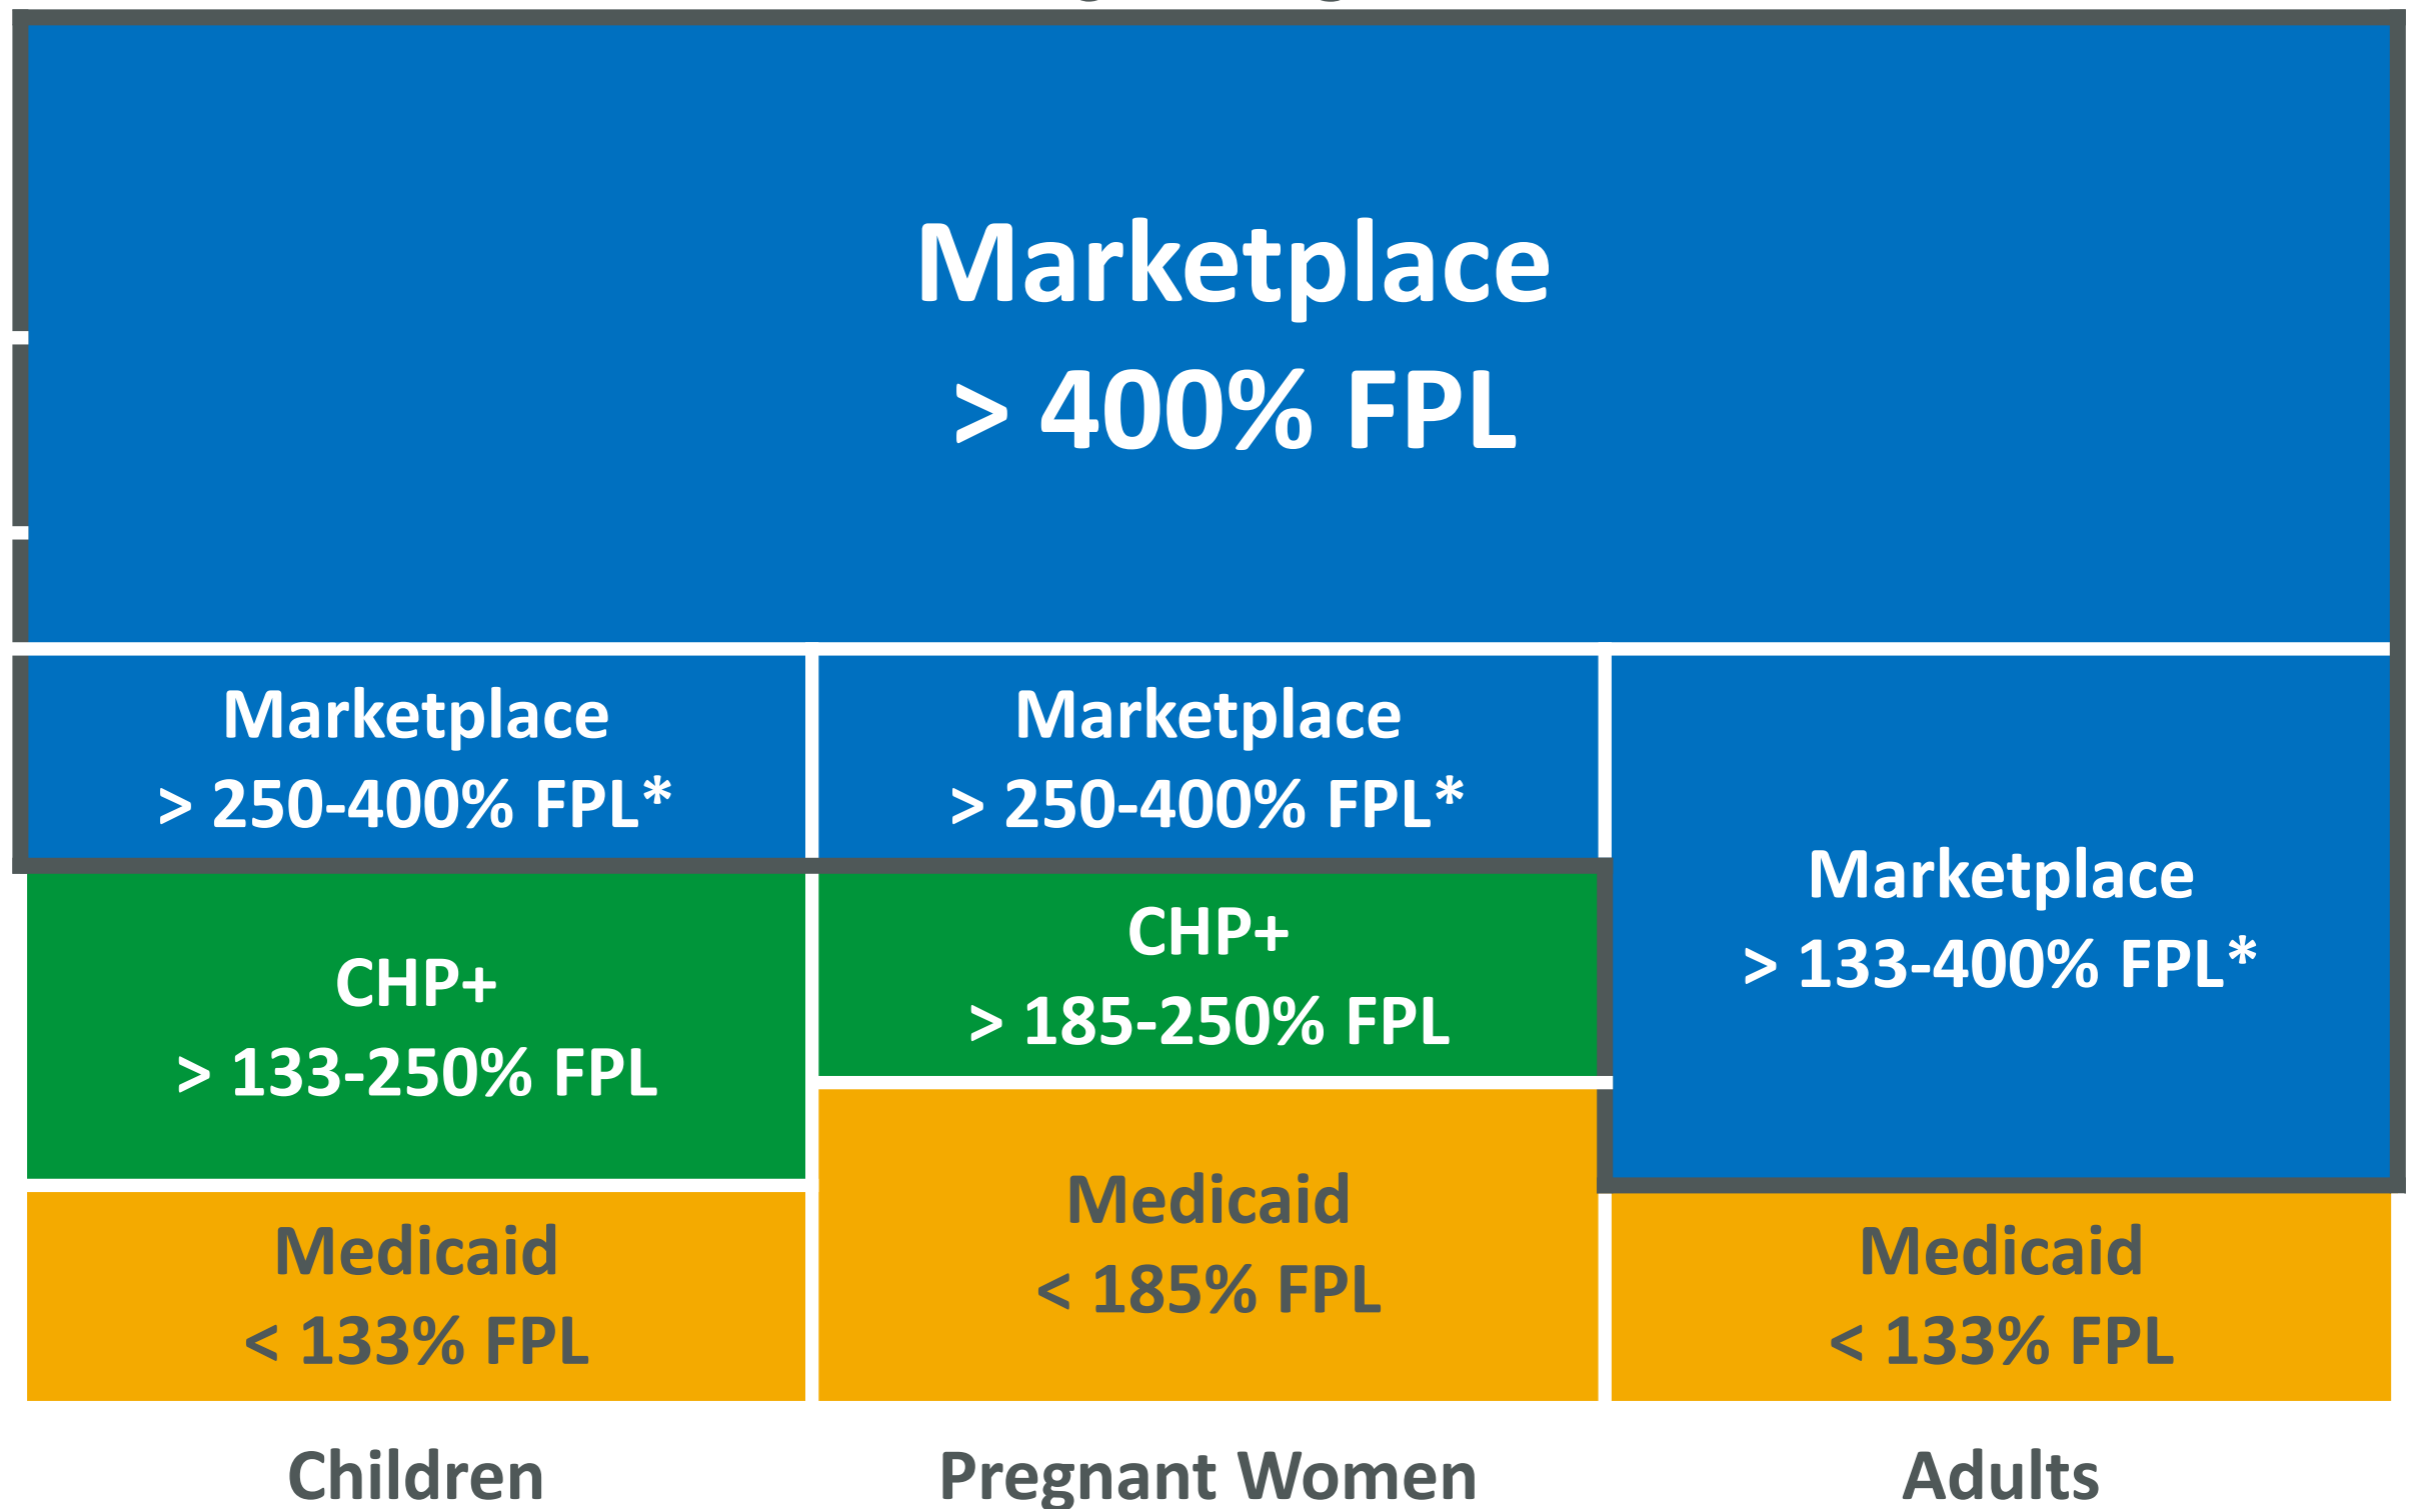 Marketplace
> 400% FPL
Marketplace
> 250-400% FPL*
Marketplace
> 250-400% FPL*
Marketplace
> 133-400% FPL*
CHP+
> 133-250% FPL
CHP+
> 185-250% FPL
Medicaid
< 133% FPL
Medicaid
< 185% FPL
Medicaid
< 133% FPL
Children
Pregnant Women
Adults